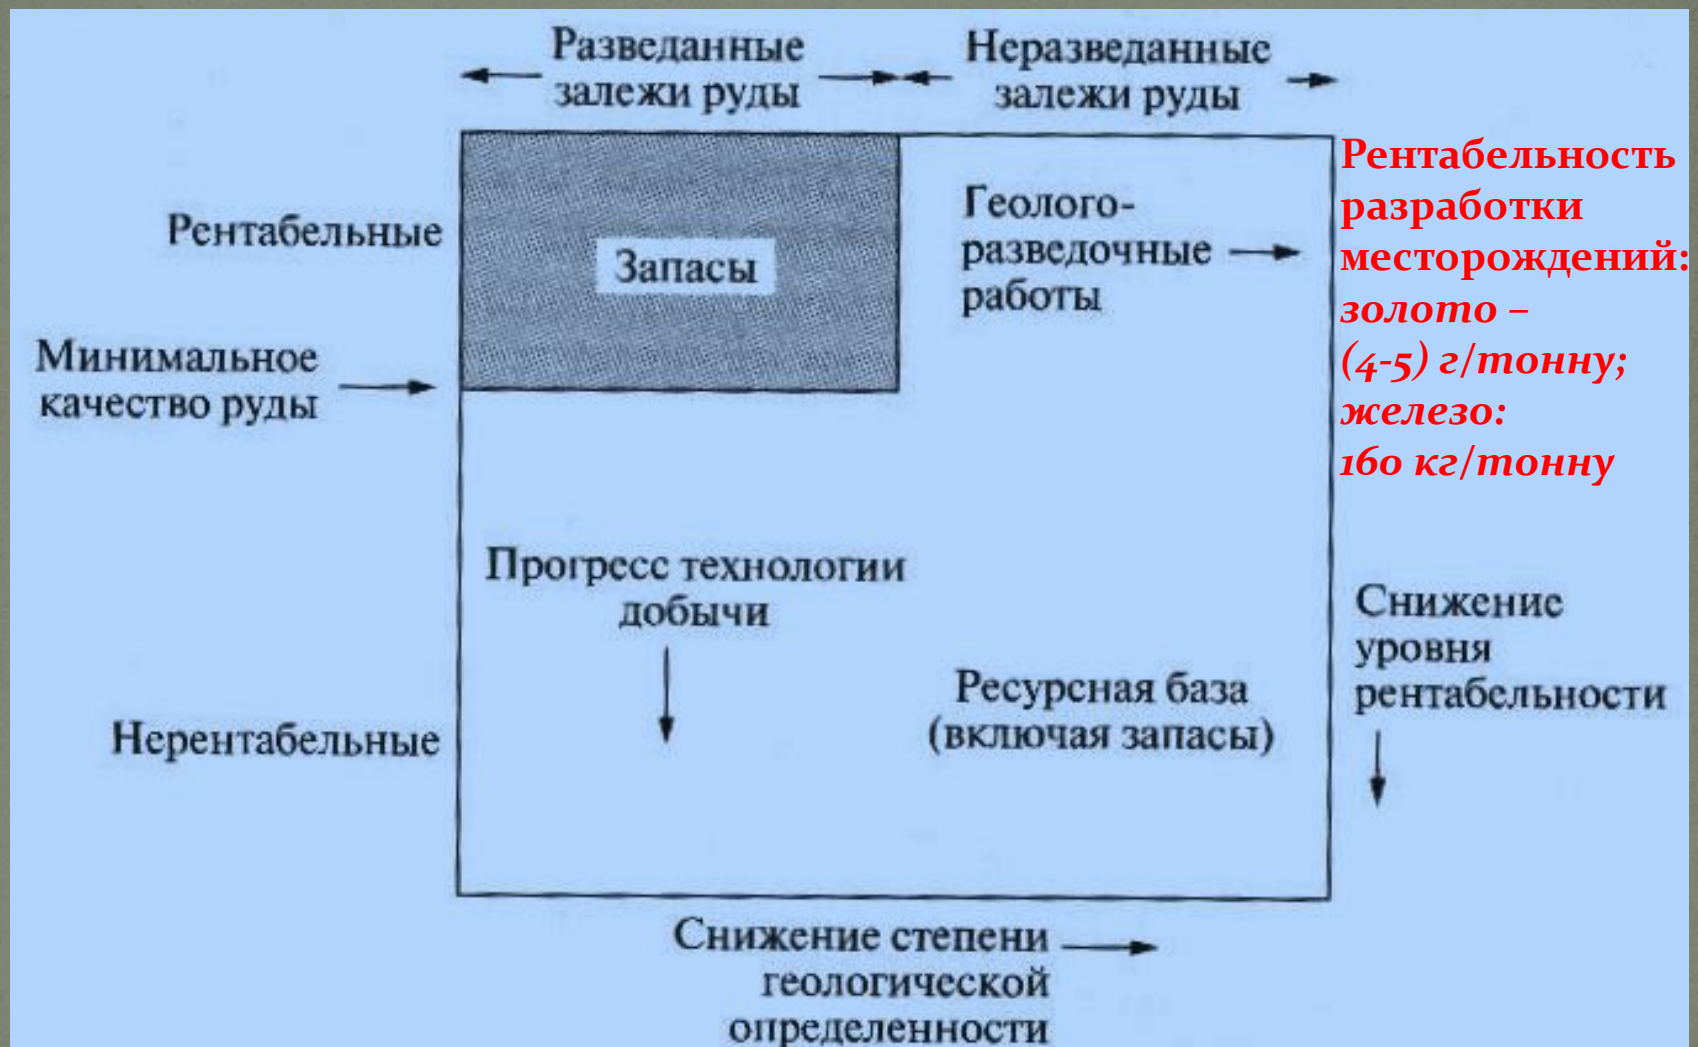 Разведанные
залежи руды
Неразведанные
залежи руды
Рентабельные
Запасы
Геолого-
разведочные
работы
Рентабельность
разработки
месторождений:
золото –
(4-5) г/тонну;
железо:
160 кг/тонну
Минимальное
качество руды
Прогресс технологии
добычи
Снижение
уровня
рентабельности
Ресурсная база
(включая запасы)
Нерентабельные
Снижение степени
геологической
определенности